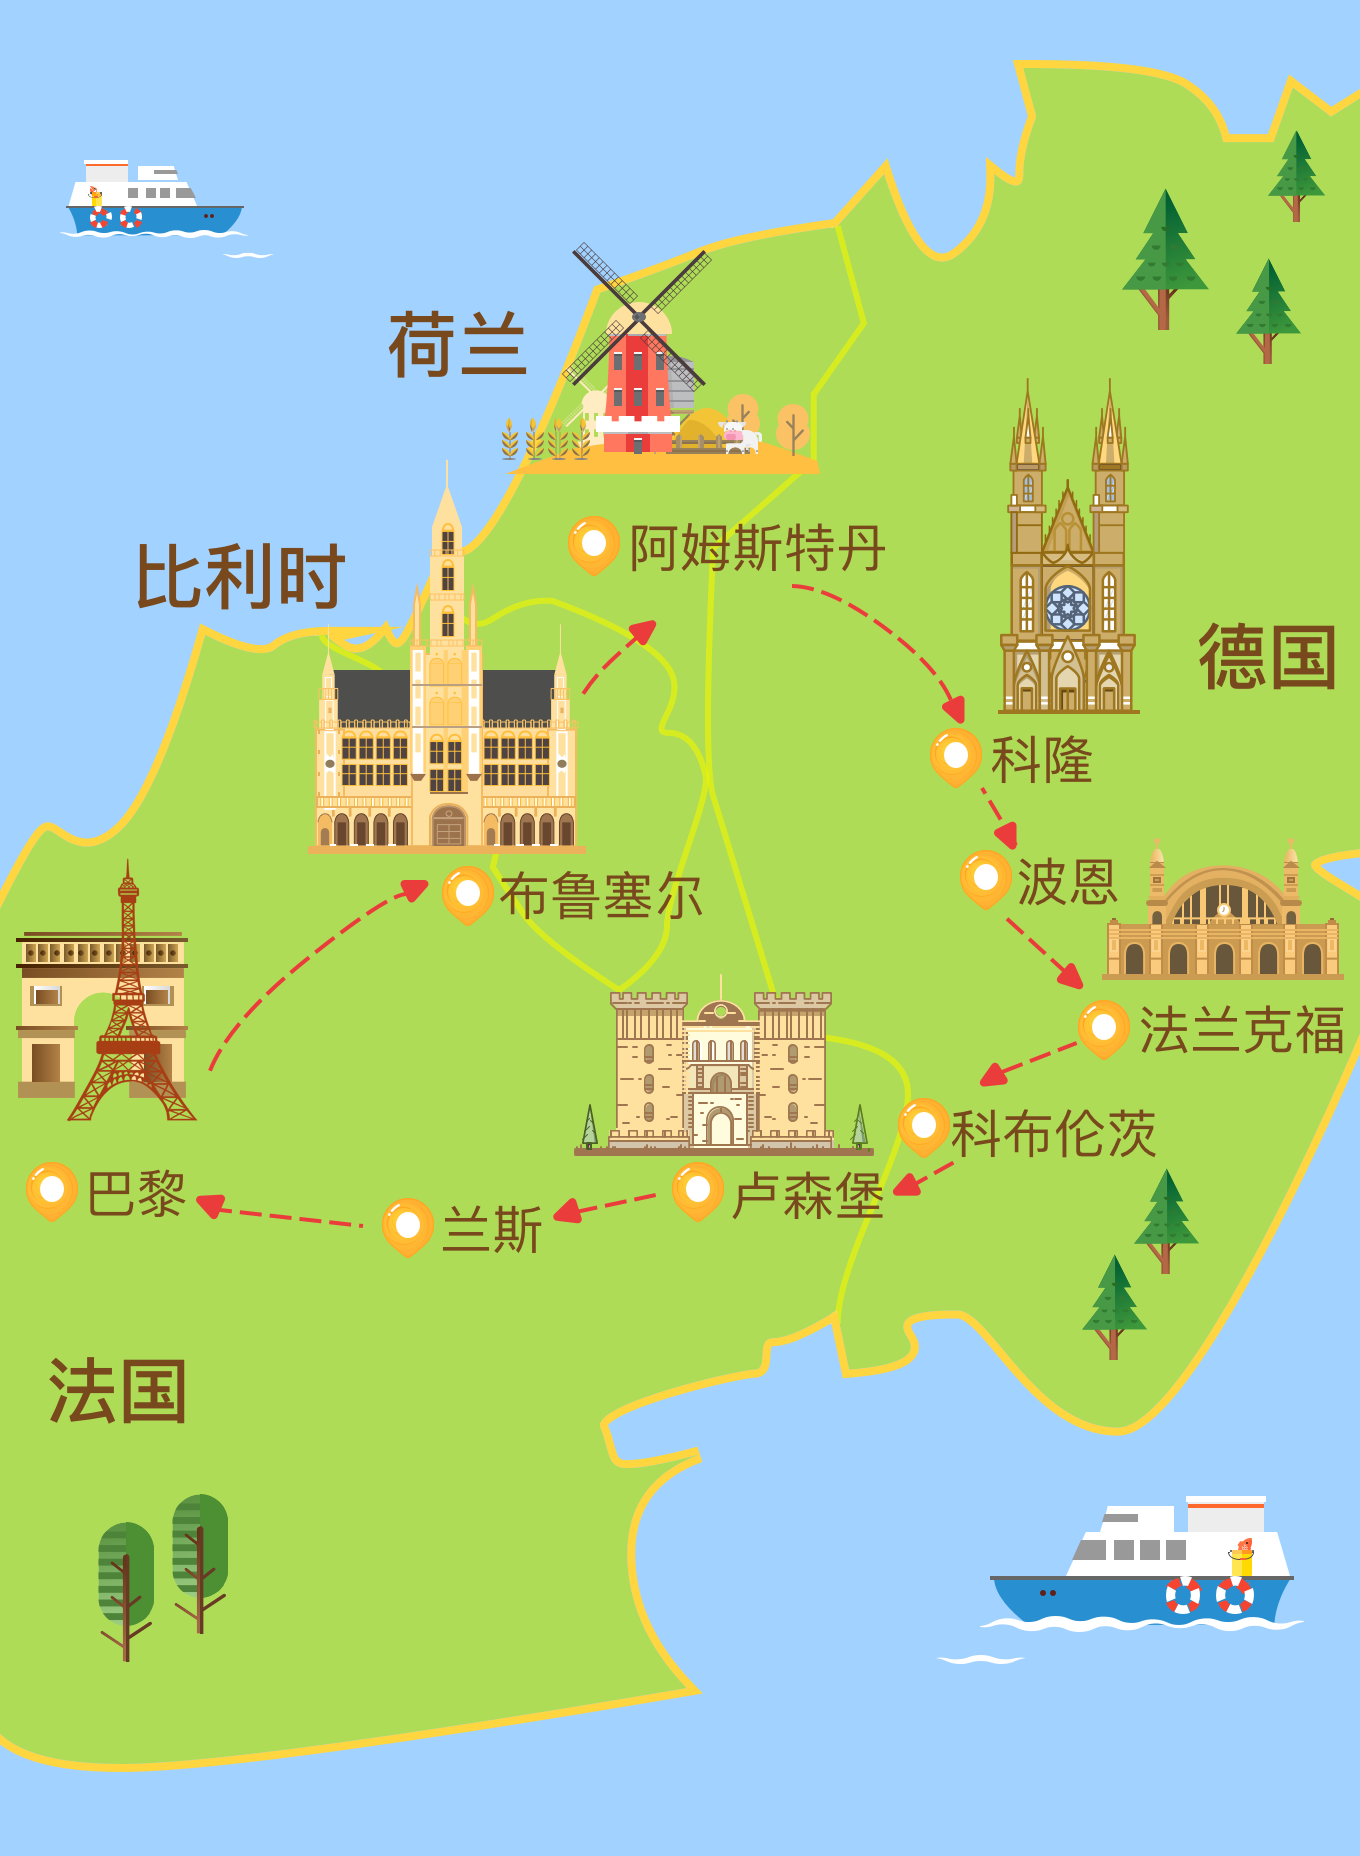 荷兰
阿姆斯特丹
比利时
德国
科隆
波恩
布鲁塞尔
法兰克福
科布伦茨
巴黎
卢森堡
兰斯
法国